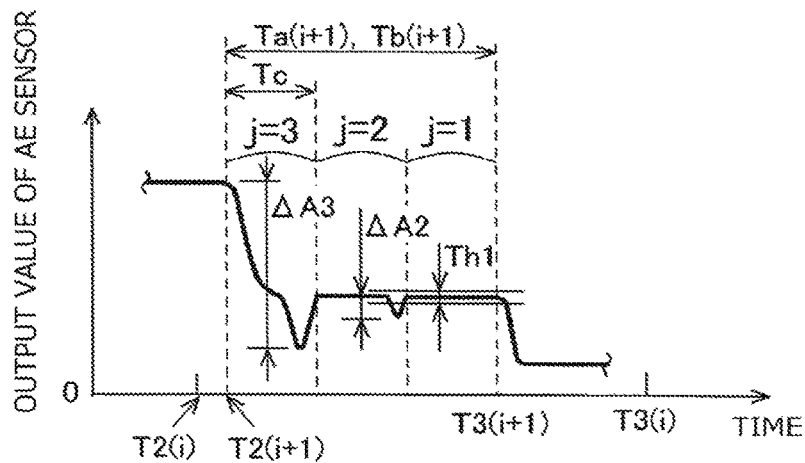 Ta(i+1), Tb(i+1)
Tc
j=3
j=2
j=1
ΔA3
ΔA2
Th1
OUTPUT VALUE OF AE SENSOR
0
T2(i)
T2(i+1)
T3(i+1)
T3(i)
TIME